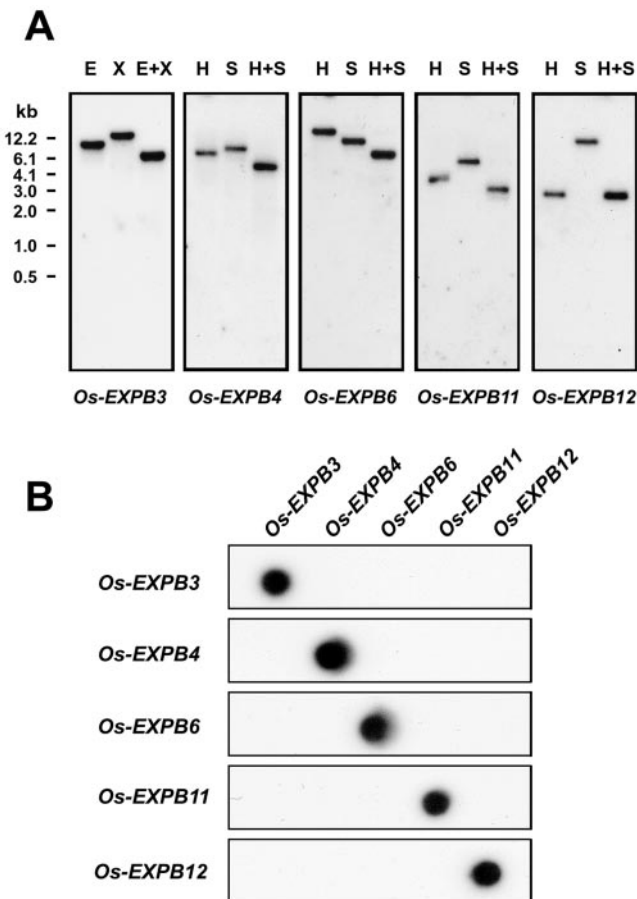 A
E X E+X H S H+S H S H+S H S H+S H S H+S
kb
12.2
6.1
4.1
3.0
2.0
1.0
0.5
Os-EXPB3 Os-EXPB4 Os-EXPB6 Os-EXPB11 Os-EXPB12
B
Os-EXPB3 Os-EXPB4 Os-EXPB6 Os-EXPB11 Os-EXPB12
Os-EXPB3
Os-EXPB4
Os-EXPB6
Os-EXPB11
Os-EXPB12